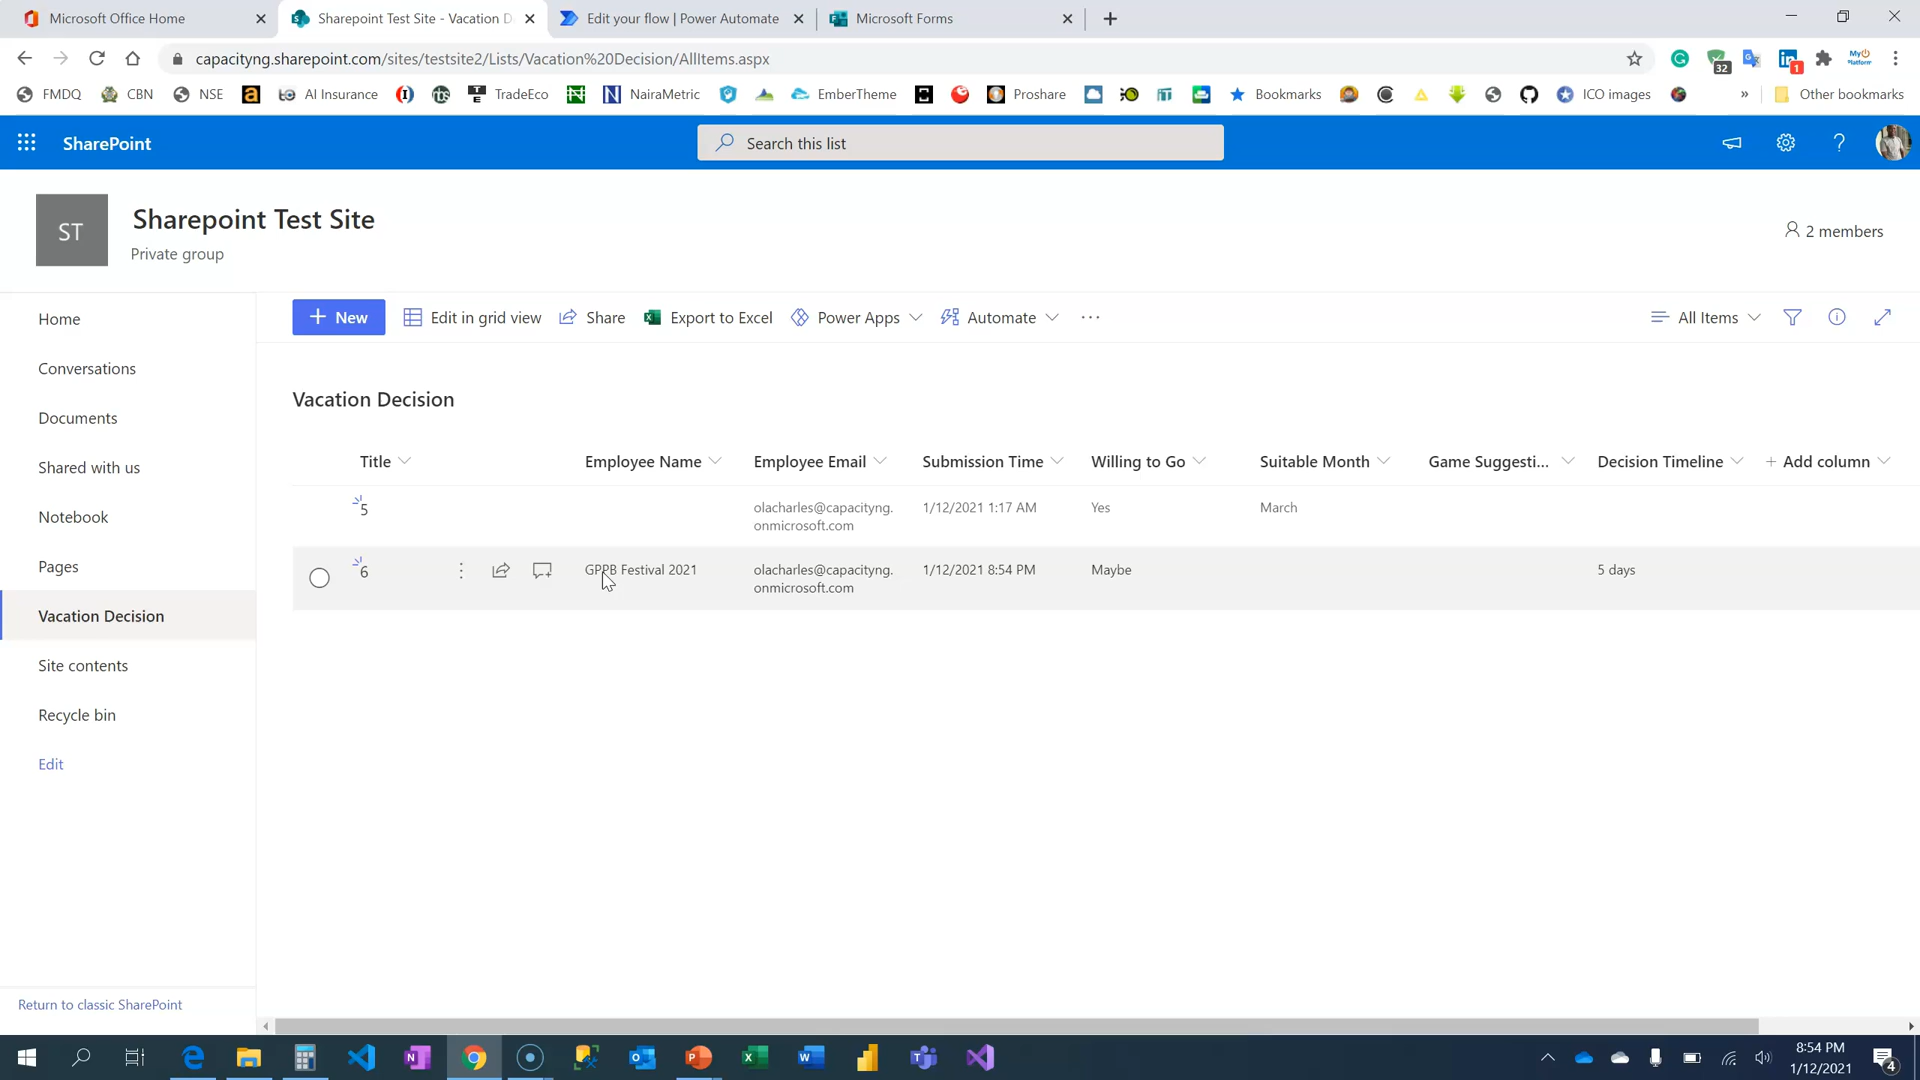 Microsoft Office Home
Sharepoint Test Site - Vacation D
Edit your flow | Power Automate
Microsoft Forms
capacityng.sharepoint.com/sites/testsite2/Lists/Vacation%20Decision/AllItems.aspx
32
1
My
Platform
FMDQ
CBN
NSE
AI Insurance
TradeEco
NairaMetric
EmberTheme
Proshare
Bookmarks
ICO images
»
Other bookmarks
SharePoint
Search this list
ST
Sharepoint Test Site
Private group
2 members
Home
Conversations
Documents
Shared with us
Notebook
Pages
Vacation Decision
Site contents
Recycle bin
Edit
Return to classic SharePoint
+ New
Edit in grid view
Share
Export to Excel
Power Apps
Automate
···
All Items
Vacation Decision
Title
Employee Name
Employee Email
Submission Time
Willing to Go
Suitable Month
Game Suggesti...
Decision Timeline
+ Add column
5
olacharles@capacityng.
onmicrosoft.com
1/12/2021 1:17 AM
Yes
March
6
GPPB Festival 2021
olacharles@capacityng.
onmicrosoft.com
1/12/2021 8:54 PM
Maybe
5 days
8:54 PM
1/12/2021
4